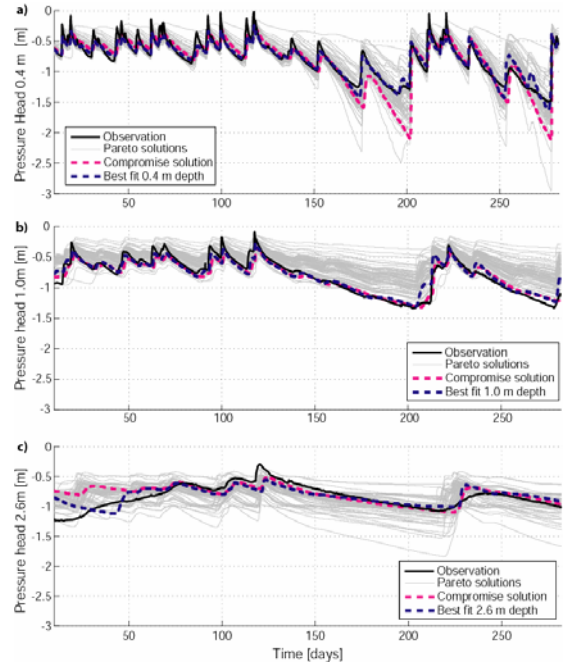 a)
Pressure Head 0.4 m [m]
0
-0.5
-1
-1.5
-2
-2.5
-3
Observation
Pareto solutions
Compromise solution
Best fit 0.4 m depth
50
100
150
200
250
b)
Pressure head 1.0m [m]
0
-0.5
-1
-1.5
-2
-2.5
-3
Observation
Pareto solutions
Compromise solution
Best fit 1.0 m depth
50
100
150
200
250
c)
Pressure head 2.6m [m]
0
-0.5
-1
-1.5
-2
-2.5
-3
Observation
Pareto solutions
Compromise solution
Best fit 2.6 m depth
50
100
150
200
250
Time [days]